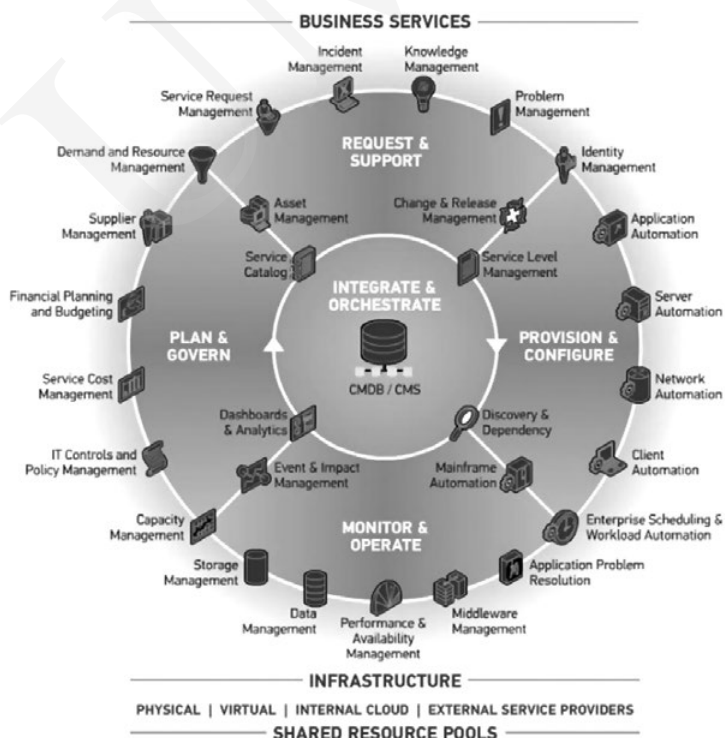 BUSINESS SERVICES
Incident
Management
Knowledge
Management
Service Request
Management
Problem
Management
REQUEST &
SUPPORT
Demand and Resource
Management
Identity
Management
Asset
Management
Change & Release
Management
Supplier
Management
Application
Automation
Service
Catalog
Service Level
Management
INTEGRATE &
ORCHESTRATE
Financial Planning
and Budgeting
Server
Automation
PLAN &
GOVERN
PROVISION &
CONFIGURE
CMDB / CMS
Service Cost
Management
Network
Automation
Dashboards
& Analytics
Discovery &
Dependency
IT Controls and
Policy Management
Client
Automation
Event & Impact
Management
Mainframe
Automation
Capacity
Management
MONITOR &
OPERATE
Enterprise Scheduling &
Workload Automation
Storage
Management
Application Problem
Resolution
Data
Management
Performance &
Availability
Management
Middleware
Management
INFRASTRUCTURE
PHYSICAL | VIRTUAL | INTERNAL CLOUD | EXTERNAL SERVICE PROVIDERS
SHARED RESOURCE POOLS